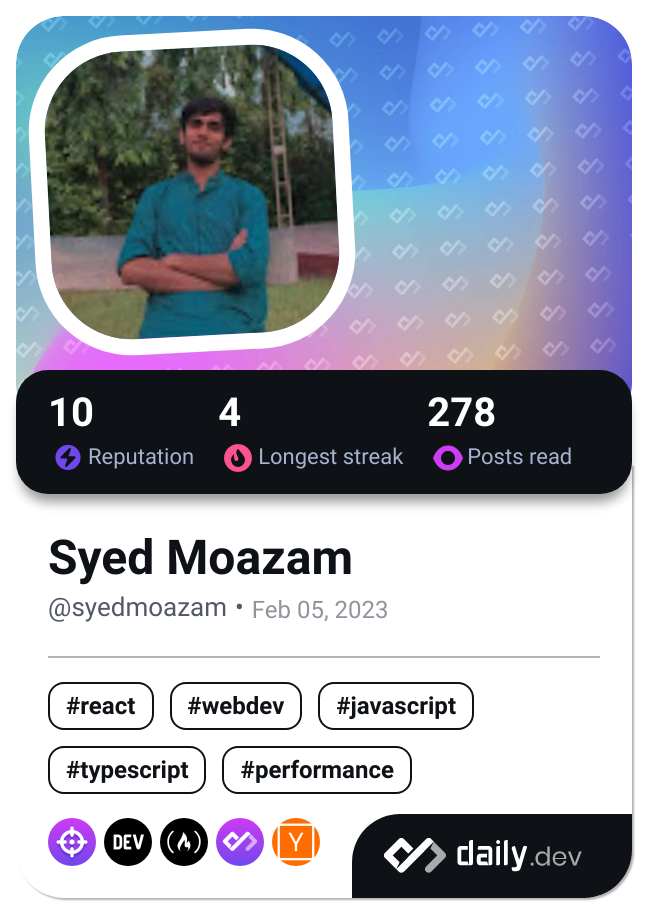 10 4 278
Reputation Longest streak Posts read
Syed Moazam
@syedmoazam • Feb 05, 2023
#react #webdev #javascript
#typescript #performance
DEV Y daily.dev